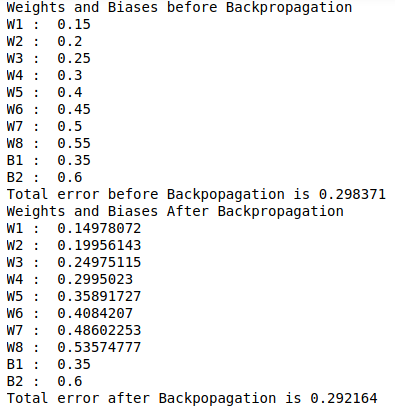 Weights and Biases before Backpropagation
W1 :  0.15
W2 :  0.2
W3 :  0.25
W4 :  0.3
W5 :  0.4
W6 :  0.45
W7 :  0.5
W8 :  0.55
B1 :  0.35
B2 :  0.6
Total error before Backpopagation is 0.298371
Weights and Biases After Backpropagation
W1 :  0.14978072
W2 :  0.19956143
W3 :  0.24975115
W4 :  0.2995023
W5 :  0.35891727
W6 :  0.4084207
W7 :  0.48602253
W8 :  0.53574777
B1 :  0.35
B2 :  0.6
Total error after Backpopagation is 0.292164